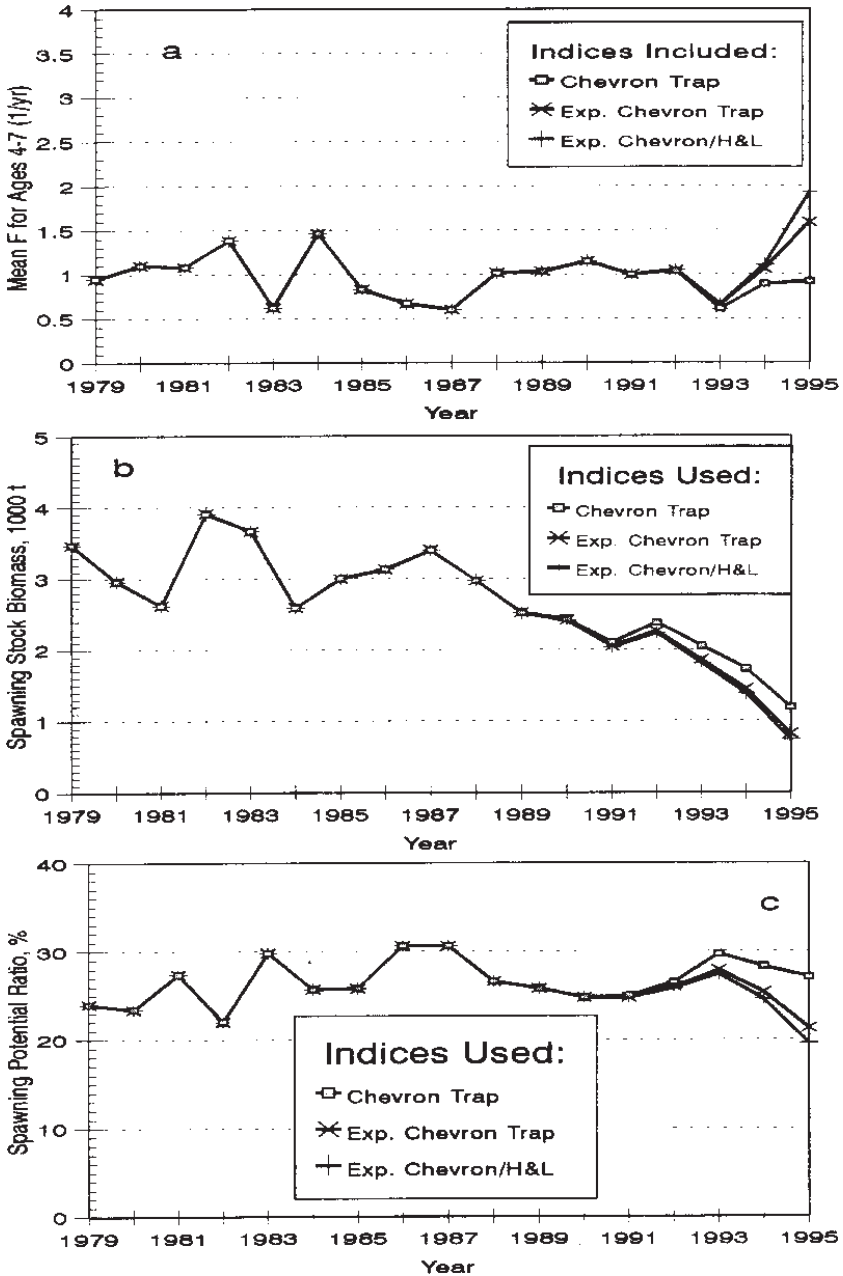 4
3.5
3
2.5
2
1.5
1
0.5
0
Mean F for Ages 4-7 (1/yr)
a
Indices Included:
Chevron Trap
Exp. Chevron Trap
Exp. Chevron/H&L
1979 1981 1983 1985 1987 1989 1991 1993 1995
Year
5
4
3
2
1
0
Spawning Stock Biomass, 1000 t
b
Indices Used:
Chevron Trap
Exp. Chevron Trap
Exp. Chevron/H&L
1979 1981 1983 1985 1987 1989 1991 1993 1995
Year
40
30
20
10
0
Spawning Potential Ratio, %
c
Indices Used:
Chevron Trap
Exp. Chevron Trap
Exp. Chevron/H&L
1979 1981 1983 1985 1987 1989 1991 1993 1995
Year